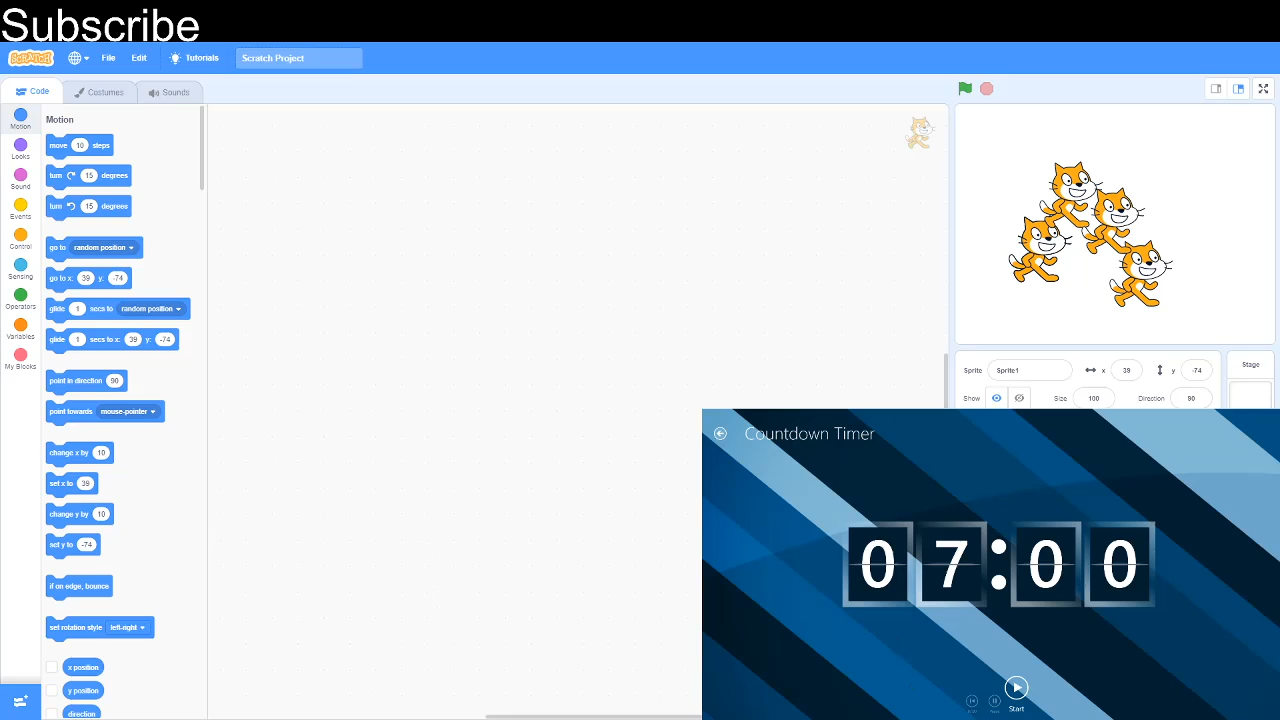 Subscribe
SCRATCH File Edit Tutorials Scratch Project
Code Costumes Sounds
Motion
Looks
Sound
Events
Control
Sensing
Operators
Variables
My Blocks
Motion
move 10 steps
turn 15 degrees
turn 15 degrees
go to random position
go to x: 39 y: -74
glide 1 secs to random position
glide 1 secs to x: 39 y: -74
point in direction 90
point towards mouse-pointer
change x by 10
set x to 39
change y by 10
set y to -74
if on edge, bounce
set rotation style left-right
x position
y position
direction
Sprite Sprite1 x 39 y -74
Show Size 100 Direction 90
Stage
Countdown Timer
07:00
Start